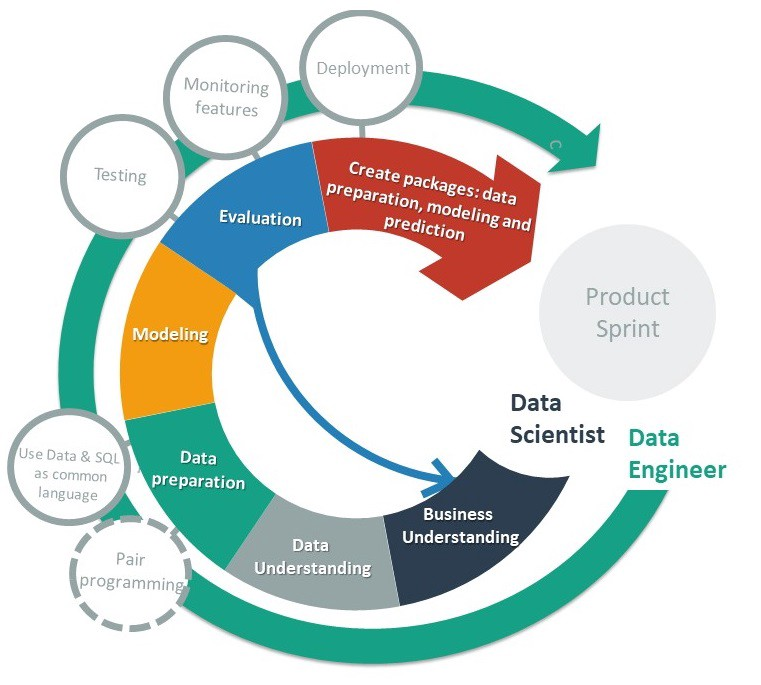 Deployment
Monitoring
features
Testing
C
Create packages: data
preparation, modeling and
prediction
Evaluation
Product
Sprint
Modeling
Data
Scientist
Data
Engineer
Use Data & SQL
as common
language
Data
preparation
Business
Understanding
Data
Understanding
Pair
programming